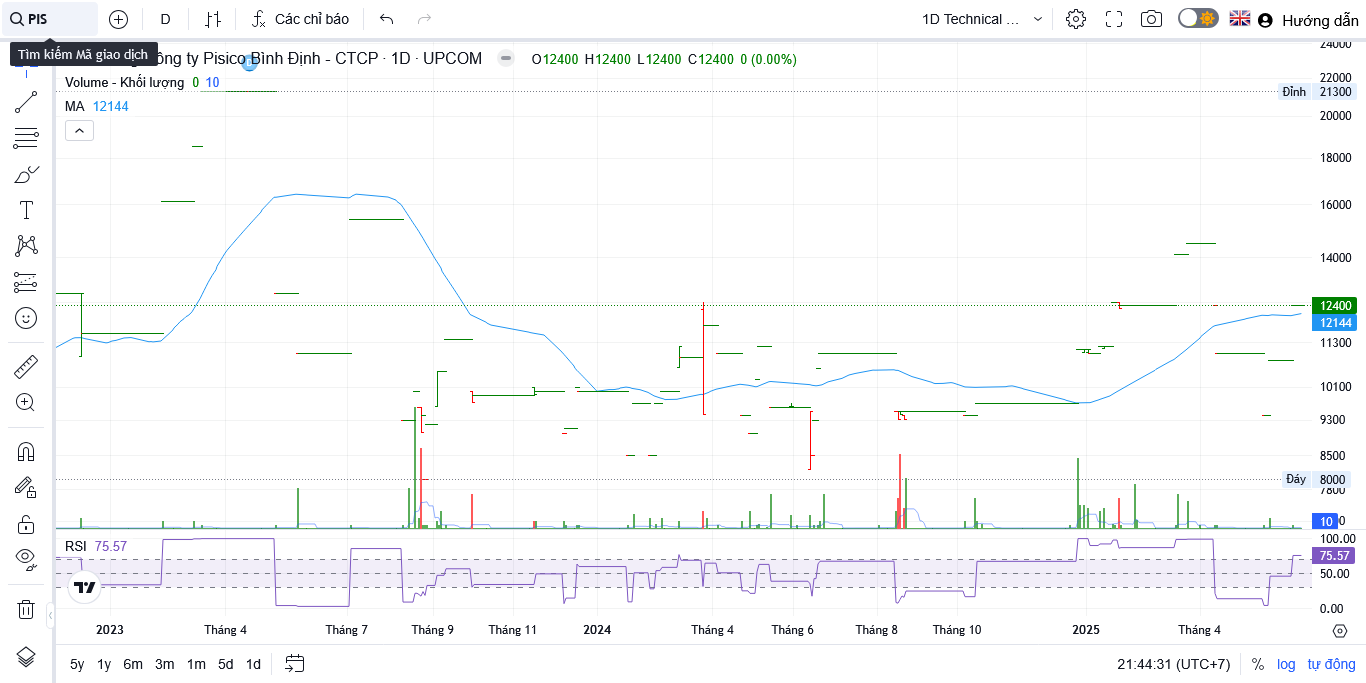 PIS D Các chỉ báo 1D Technical ... Hướng dẫn
Tìm kiếm Mã giao dịch
ông ty Pisico Bình Định - CTCP · 1D · UPCOM O12400 H12400 L12400 C12400 0 (0.00%)
Volume - Khối lượng 0 10
MA 12144
24000
22000
Đỉnh 21300
20000
18000
16000
14000
12400
12144
11300
10100
9300
8500
Đáy 8000
7800
10
RSI 75.57
100.00
75.57
50.00
0.00
2023 Tháng 4 Tháng 7 Tháng 9 Tháng 11 2024 Tháng 4 Tháng 6 Tháng 8 Tháng 10 2025 Tháng 4
5y 1y 6m 3m 1m 5d 1d 21:44:31 (UTC+7) % log tự động